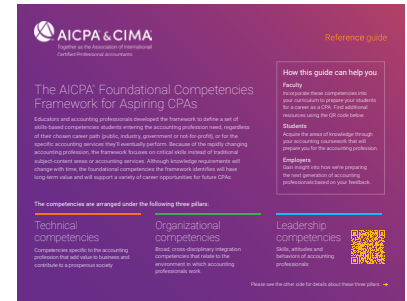 AICPA & CIMA
Together as the Association of International
Certified Professional Accountants
Reference guide
The AICPA® Foundational Competencies
Framework for Aspiring CPAs
Educators and accounting professionals developed the framework to define a set of
skills-based competencies students entering the accounting profession need, regardless
of their chosen career path (public, industry, government or not-for-profit), or for the
specific accounting services they'll eventually perform. Because of the rapidly changing
accounting profession, the framework focuses on critical skills instead of traditional
subject-content areas or accounting services. Although knowledge requirements will
change with time, the foundational competencies the framework identifies will have
long-term value and will support a variety of career opportunities for future CPAs.
How this guide can help you
Faculty
Incorporate these competencies into
your curriculum to prepare your students
for a career as a CPA. Find additional
resources using the QR code below.
Students
Acquire the areas of knowledge through
your accounting coursework that will
prepare you for the accounting profession.
Employers
Gain insight into how we're preparing
the next generation of accounting
professionals based on your feedback.
The competencies are arranged under the following three pillars:
Technical
competencies
Competencies specific to the accounting
profession that add value to business and
contribute to a prosperous society
Organizational
competencies
Broad, cross-disciplinary integration
competencies that relate to the
environment in which accounting
professionals work
Leadership
competencies
Skills, attitudes and
behaviors of accounting
professionals
Please see the other side for details about these three pillars. →